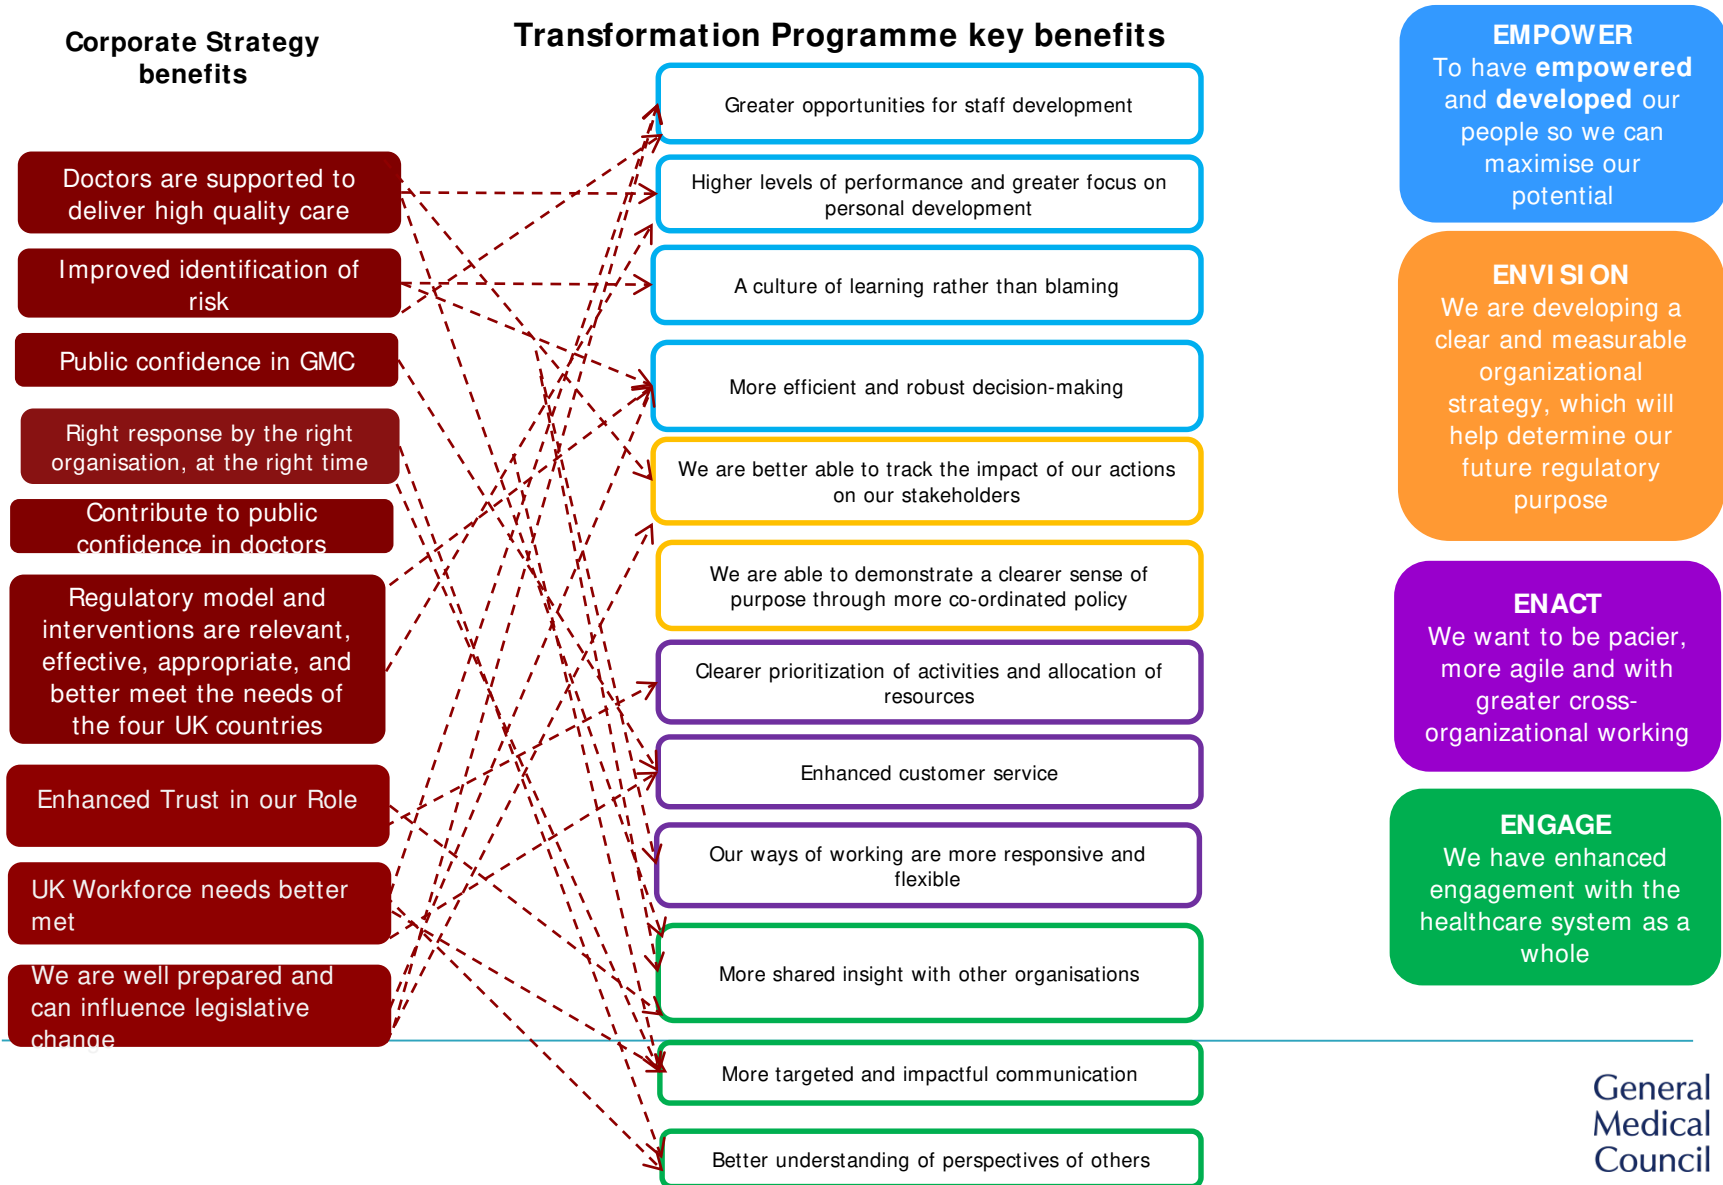 Corporate Strategy
benefits
Doctors are supported to
deliver high quality care
Improved identification of
risk
Public confidence in GMC
Right response by the right
organisation, at the right time
Contribute to public
confidence in doctors
Regulatory model and
interventions are relevant,
effective, appropriate, and
better meet the needs of
the four UK countries
Enhanced Trust in our Role
UK Workforce needs better
met
We are well prepared and
can influence legislative
change
Transformation Programme key benefits
Greater opportunities for staff development
Higher levels of performance and greater focus on
personal development
A culture of learning rather than blaming
More efficient and robust decision-making
We are better able to track the impact of our actions
on our stakeholders
We are able to demonstrate a clearer sense of
purpose through more co-ordinated policy
Clearer prioritization of activities and allocation of
resources
Enhanced customer service
Our ways of working are more responsive and
flexible
More shared insight with other organisations
More targeted and impactful communication
Better understanding of perspectives of others
EMPOWER
To have empowered
and developed our
people so we can
maximise our
potential
ENVISION
We are developing a
clear and measurable
organizational
strategy, which will
help determine our
future regulatory
purpose
ENACT
We want to be pacier,
more agile and with
greater cross-
organizational working
ENGAGE
We have enhanced
engagement with the
healthcare system as a
whole
General
Medical
Council